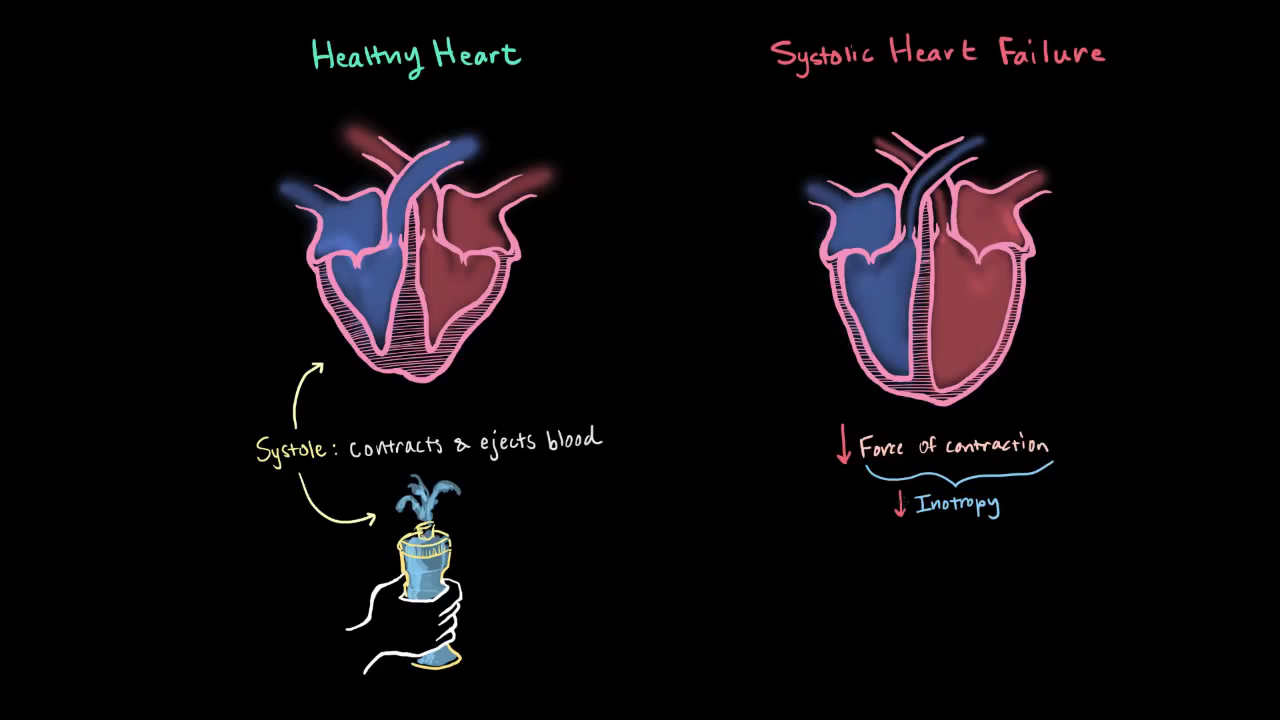 Healthy Heart
Systolic Heart Failure
Systole: contracts & ejects blood
↓ Force of contraction
↓ Inotropy